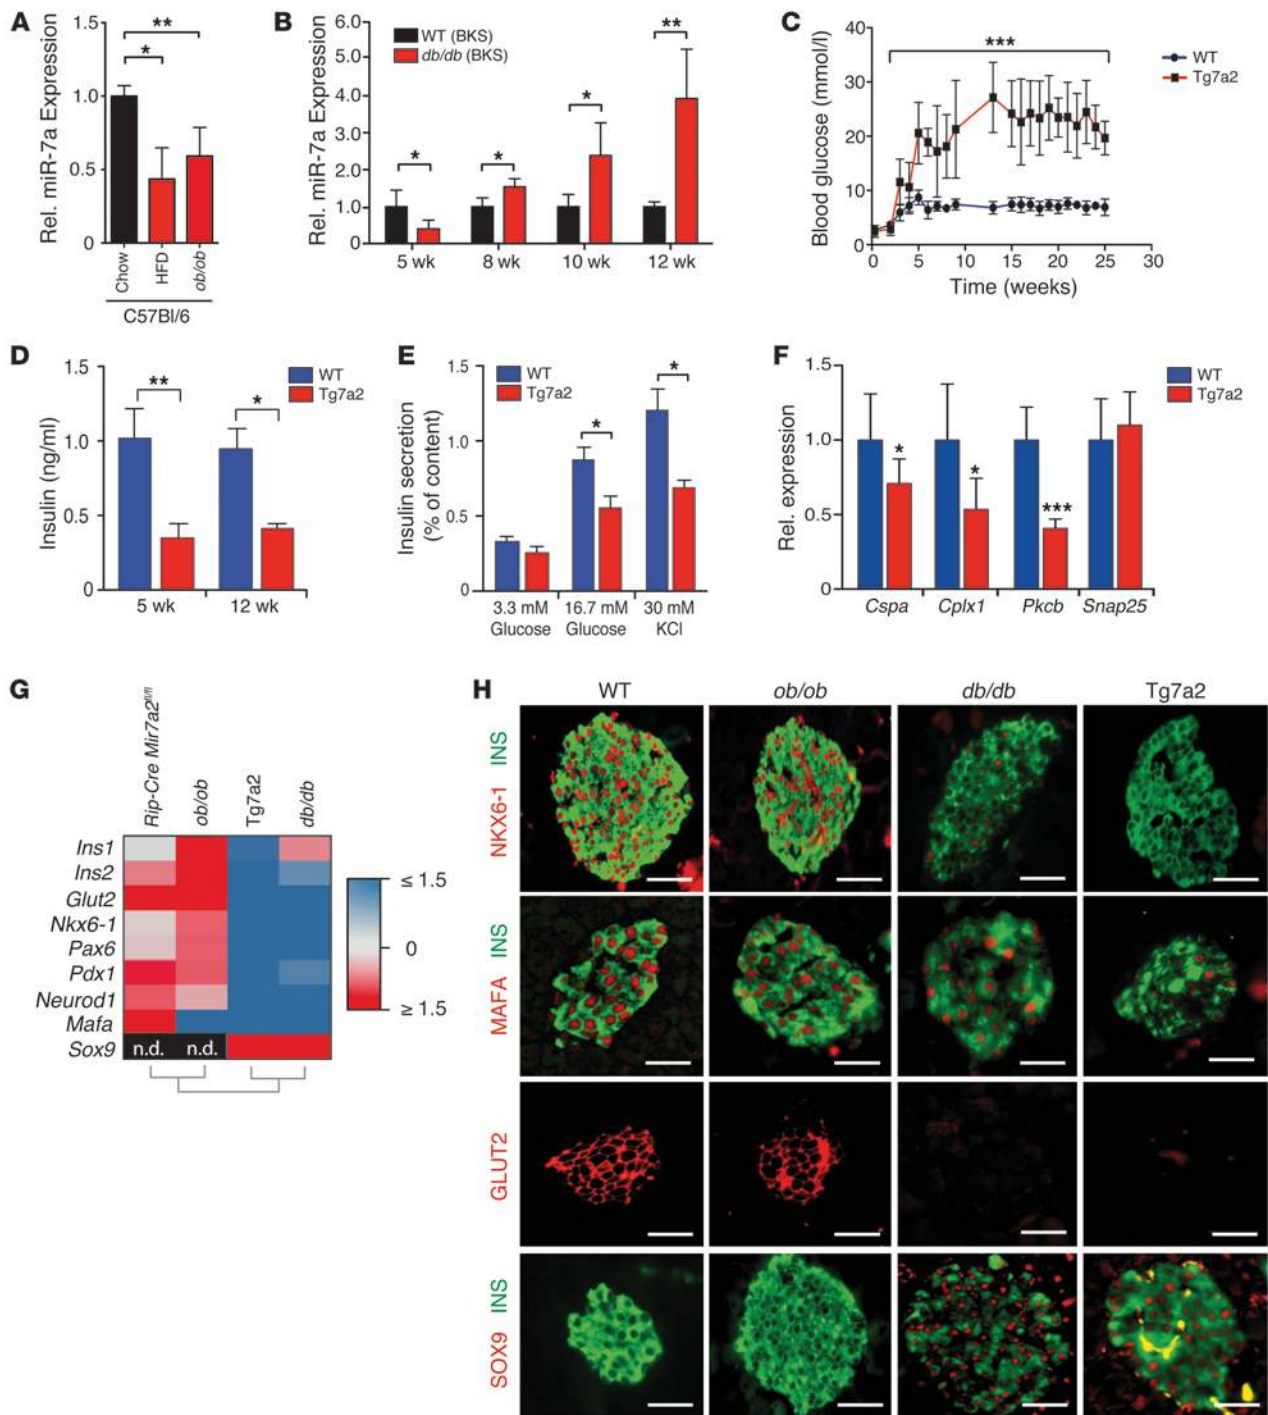 A
Rel. miR-7a Expression
1.5
1.0
0.5
0
*
**
Chow
HFD
ob/ob
C57Bl/6
B
Rel. miR-7a Expression
6.0
4.0
3.0
2.0
1.0
0
WT (BKS)
db/db (BKS)
*
*
*
**
5 wk
8 wk
10 wk
12 wk
C
Blood glucose (mmol/l)
40
30
20
10
0
***
WT
Tg7a2
0
5
10
15
20
25
30
Time (weeks)
D
Insulin (ng/ml)
1.5
1.0
0.5
0
**
*
WT
Tg7a2
5 wk
12 wk
E
Insulin secretion
(% of content)
1.5
1.0
0.5
0
WT
Tg7a2
*
*
3.3 mM
Glucose
16.7 mM
Glucose
30 mM
KCl
F
Rel. expression
1.5
1.0
0.5
0
WT
Tg7a2
*
*
***
Cspa
Cplx1
Pkcb
Snap25
G
Rip-Cre Mir7a2fl/fl
ob/ob
Tg7a2
db/db
Ins1
Ins2
Glut2
Nkx6-1
Pax6
Pdx1
Neurod1
Mafa
Sox9
n.d.
n.d.
≤ 1.5
0
≥ 1.5
H
WT
ob/ob
db/db
Tg7a2
NKX6-1 INS
MAFA INS
GLUT2
SOX9 INS